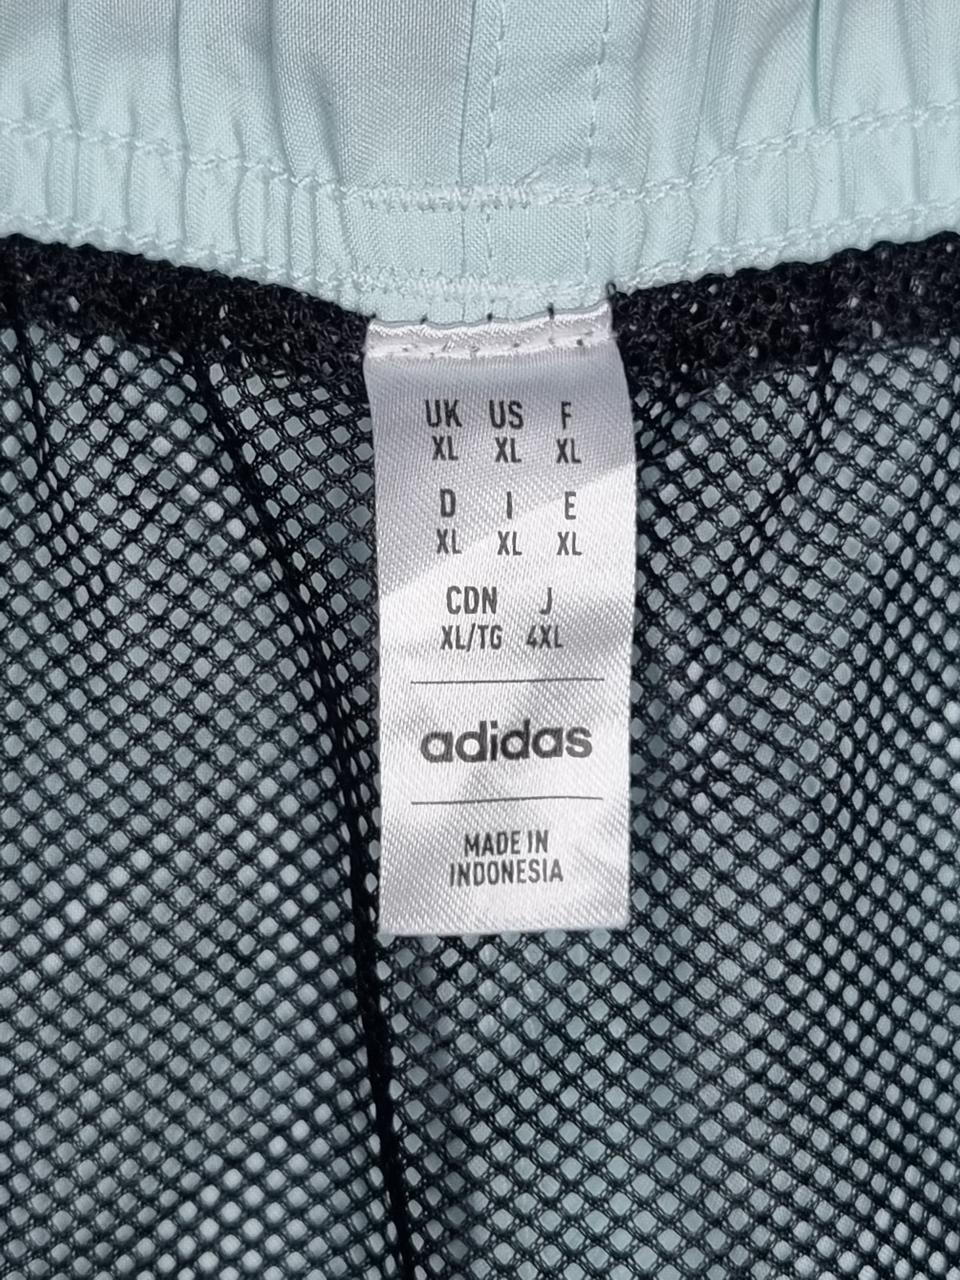 UK US F
XL XL XL
D I E
XL XL XL
CDN J
XL/TG 4XL
adidas
MADE IN
INDONESIA